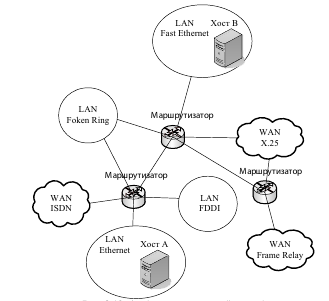 LAN Хост B
Fast Ethernet
LAN
Foken Ring
Маршрутизатор
WAN
X.25
Маршрутизатор
Маршрутизатор
WAN
ISDN
LAN
FDDI
LAN
Ethernet
Хост A
WAN
Frame Relay